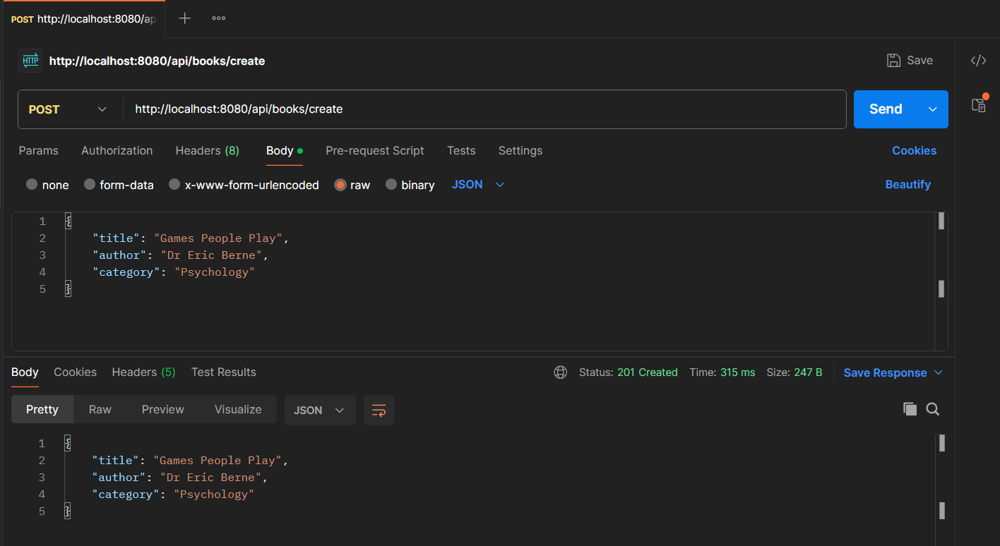 POST http://localhost:8080/ap
HTTP http://localhost:8080/api/books/create
Save
POST http://localhost:8080/api/books/create Send
Params Authorization Headers (8) Body Pre-request Script Tests Settings Cookies
none form-data x-www-form-urlencoded raw binary JSON Beautify
1 {
2 "title": "Games People Play",
3 "author": "Dr Eric Berne",
4 "category": "Psychology"
5 }
Body Cookies Headers (5) Test Results Status: 201 Created Time: 315 ms Size: 247 B Save Response
Pretty Raw Preview Visualize JSON
1 {
2 "title": "Games People Play",
3 "author": "Dr Eric Berne",
4 "category": "Psychology"
5 }